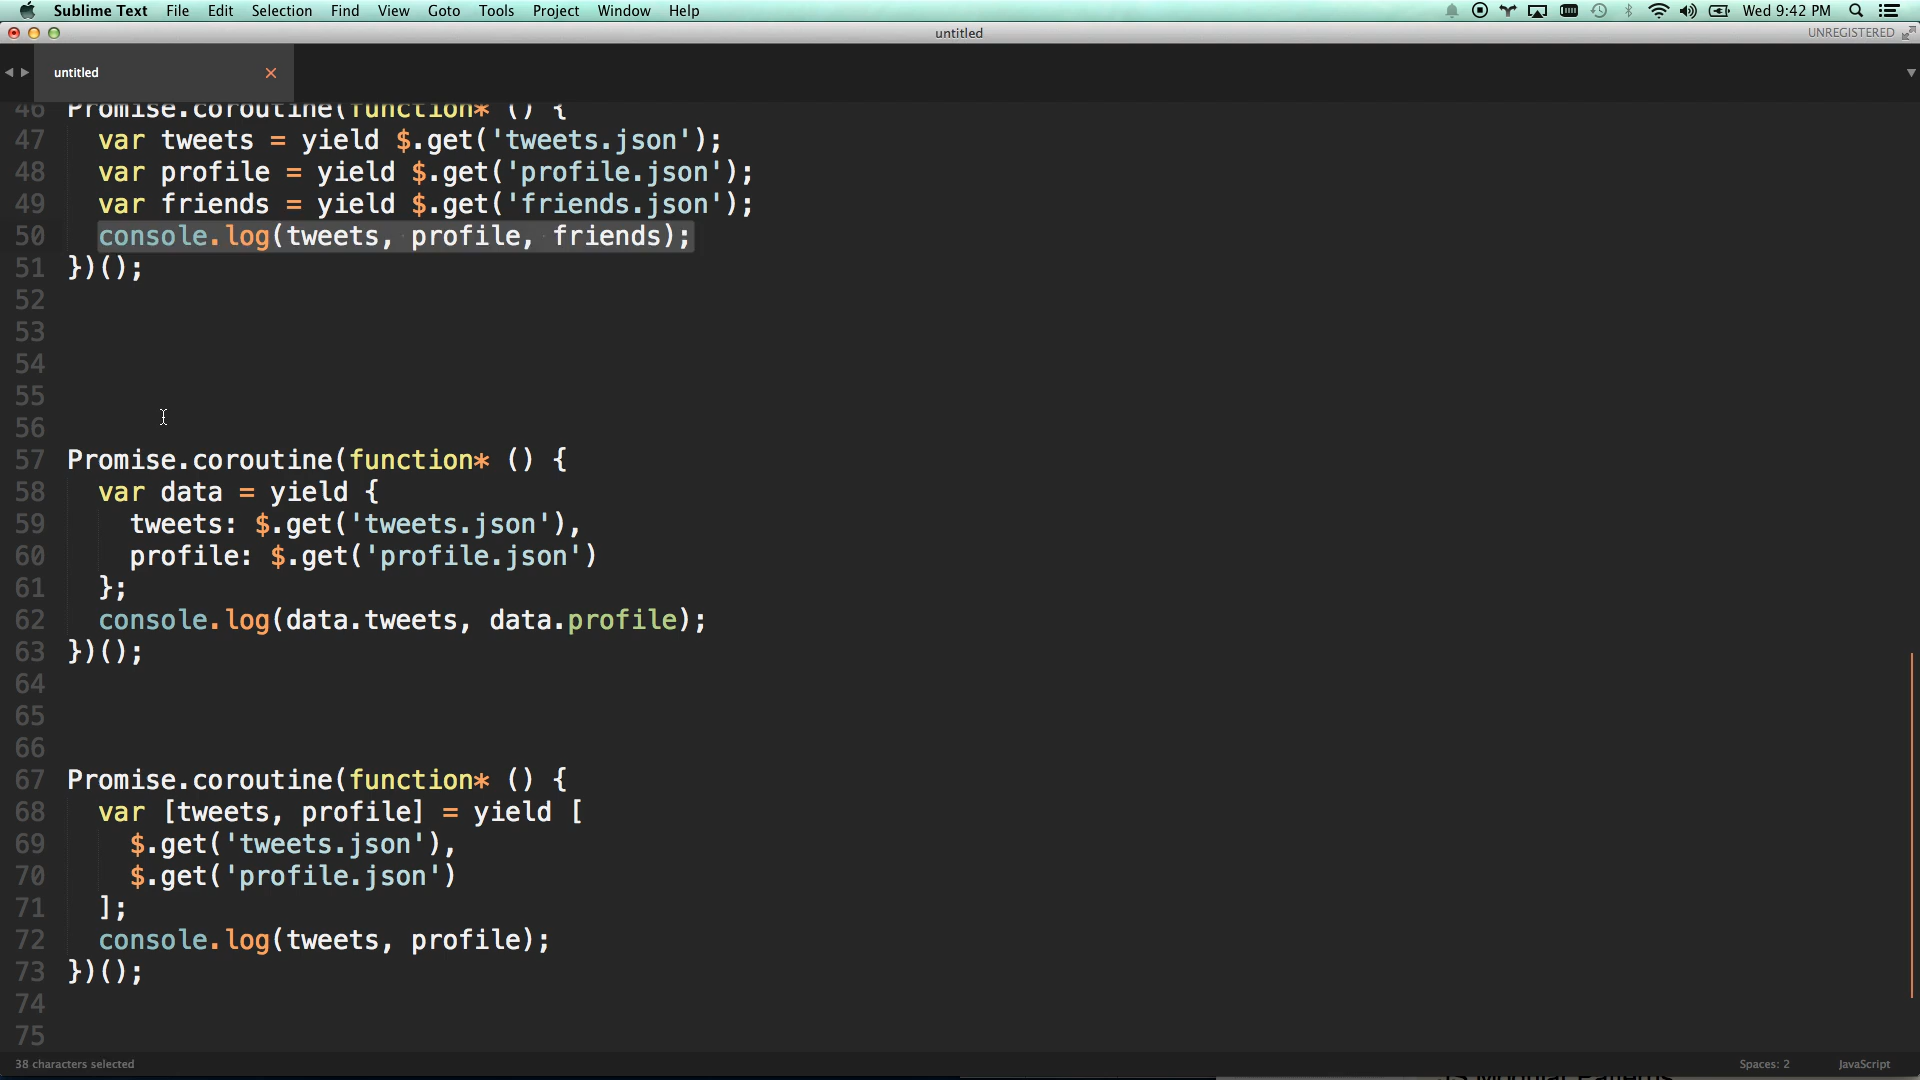 Sublime Text File Edit Selection Find View Goto Tools Project Window Help Wed 9:42 PM
untitled UNREGISTERED
untitled
46 Promise.coroutine(function* () {
47 var tweets = yield $.get('tweets.json');
48 var profile = yield $.get('profile.json');
49 var friends = yield $.get('friends.json');
50 console.log(tweets, profile, friends);
51 })();
52
53
54
55
56
57 Promise.coroutine(function* () {
58 var data = yield {
59 tweets: $.get('tweets.json'),
60 profile: $.get('profile.json')
61 };
62 console.log(data.tweets, data.profile);
63 })();
64
65
66
67 Promise.coroutine(function* () {
68 var [tweets, profile] = yield [
69 $.get('tweets.json'),
70 $.get('profile.json')
71 ];
72 console.log(tweets, profile);
73 })();
74
75
38 characters selected Spaces: 2 JavaScript